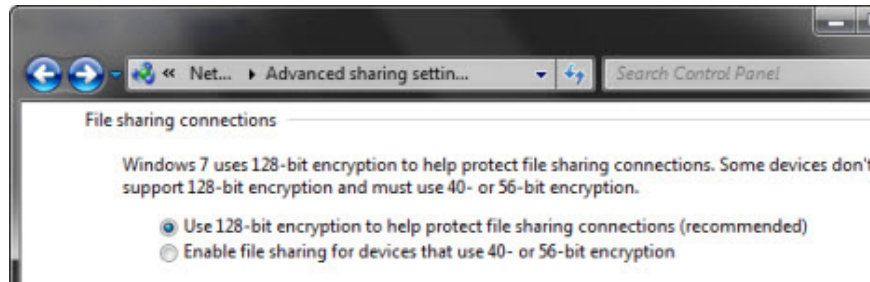 « Net... ▸ Advanced sharing settin... Search Control Panel
File sharing connections
Windows 7 uses 128-bit encryption to help protect file sharing connections. Some devices don't
support 128-bit encryption and must use 40- or 56-bit encryption.
Use 128-bit encryption to help protect file sharing connections (recommended)
Enable file sharing for devices that use 40- or 56-bit encryption